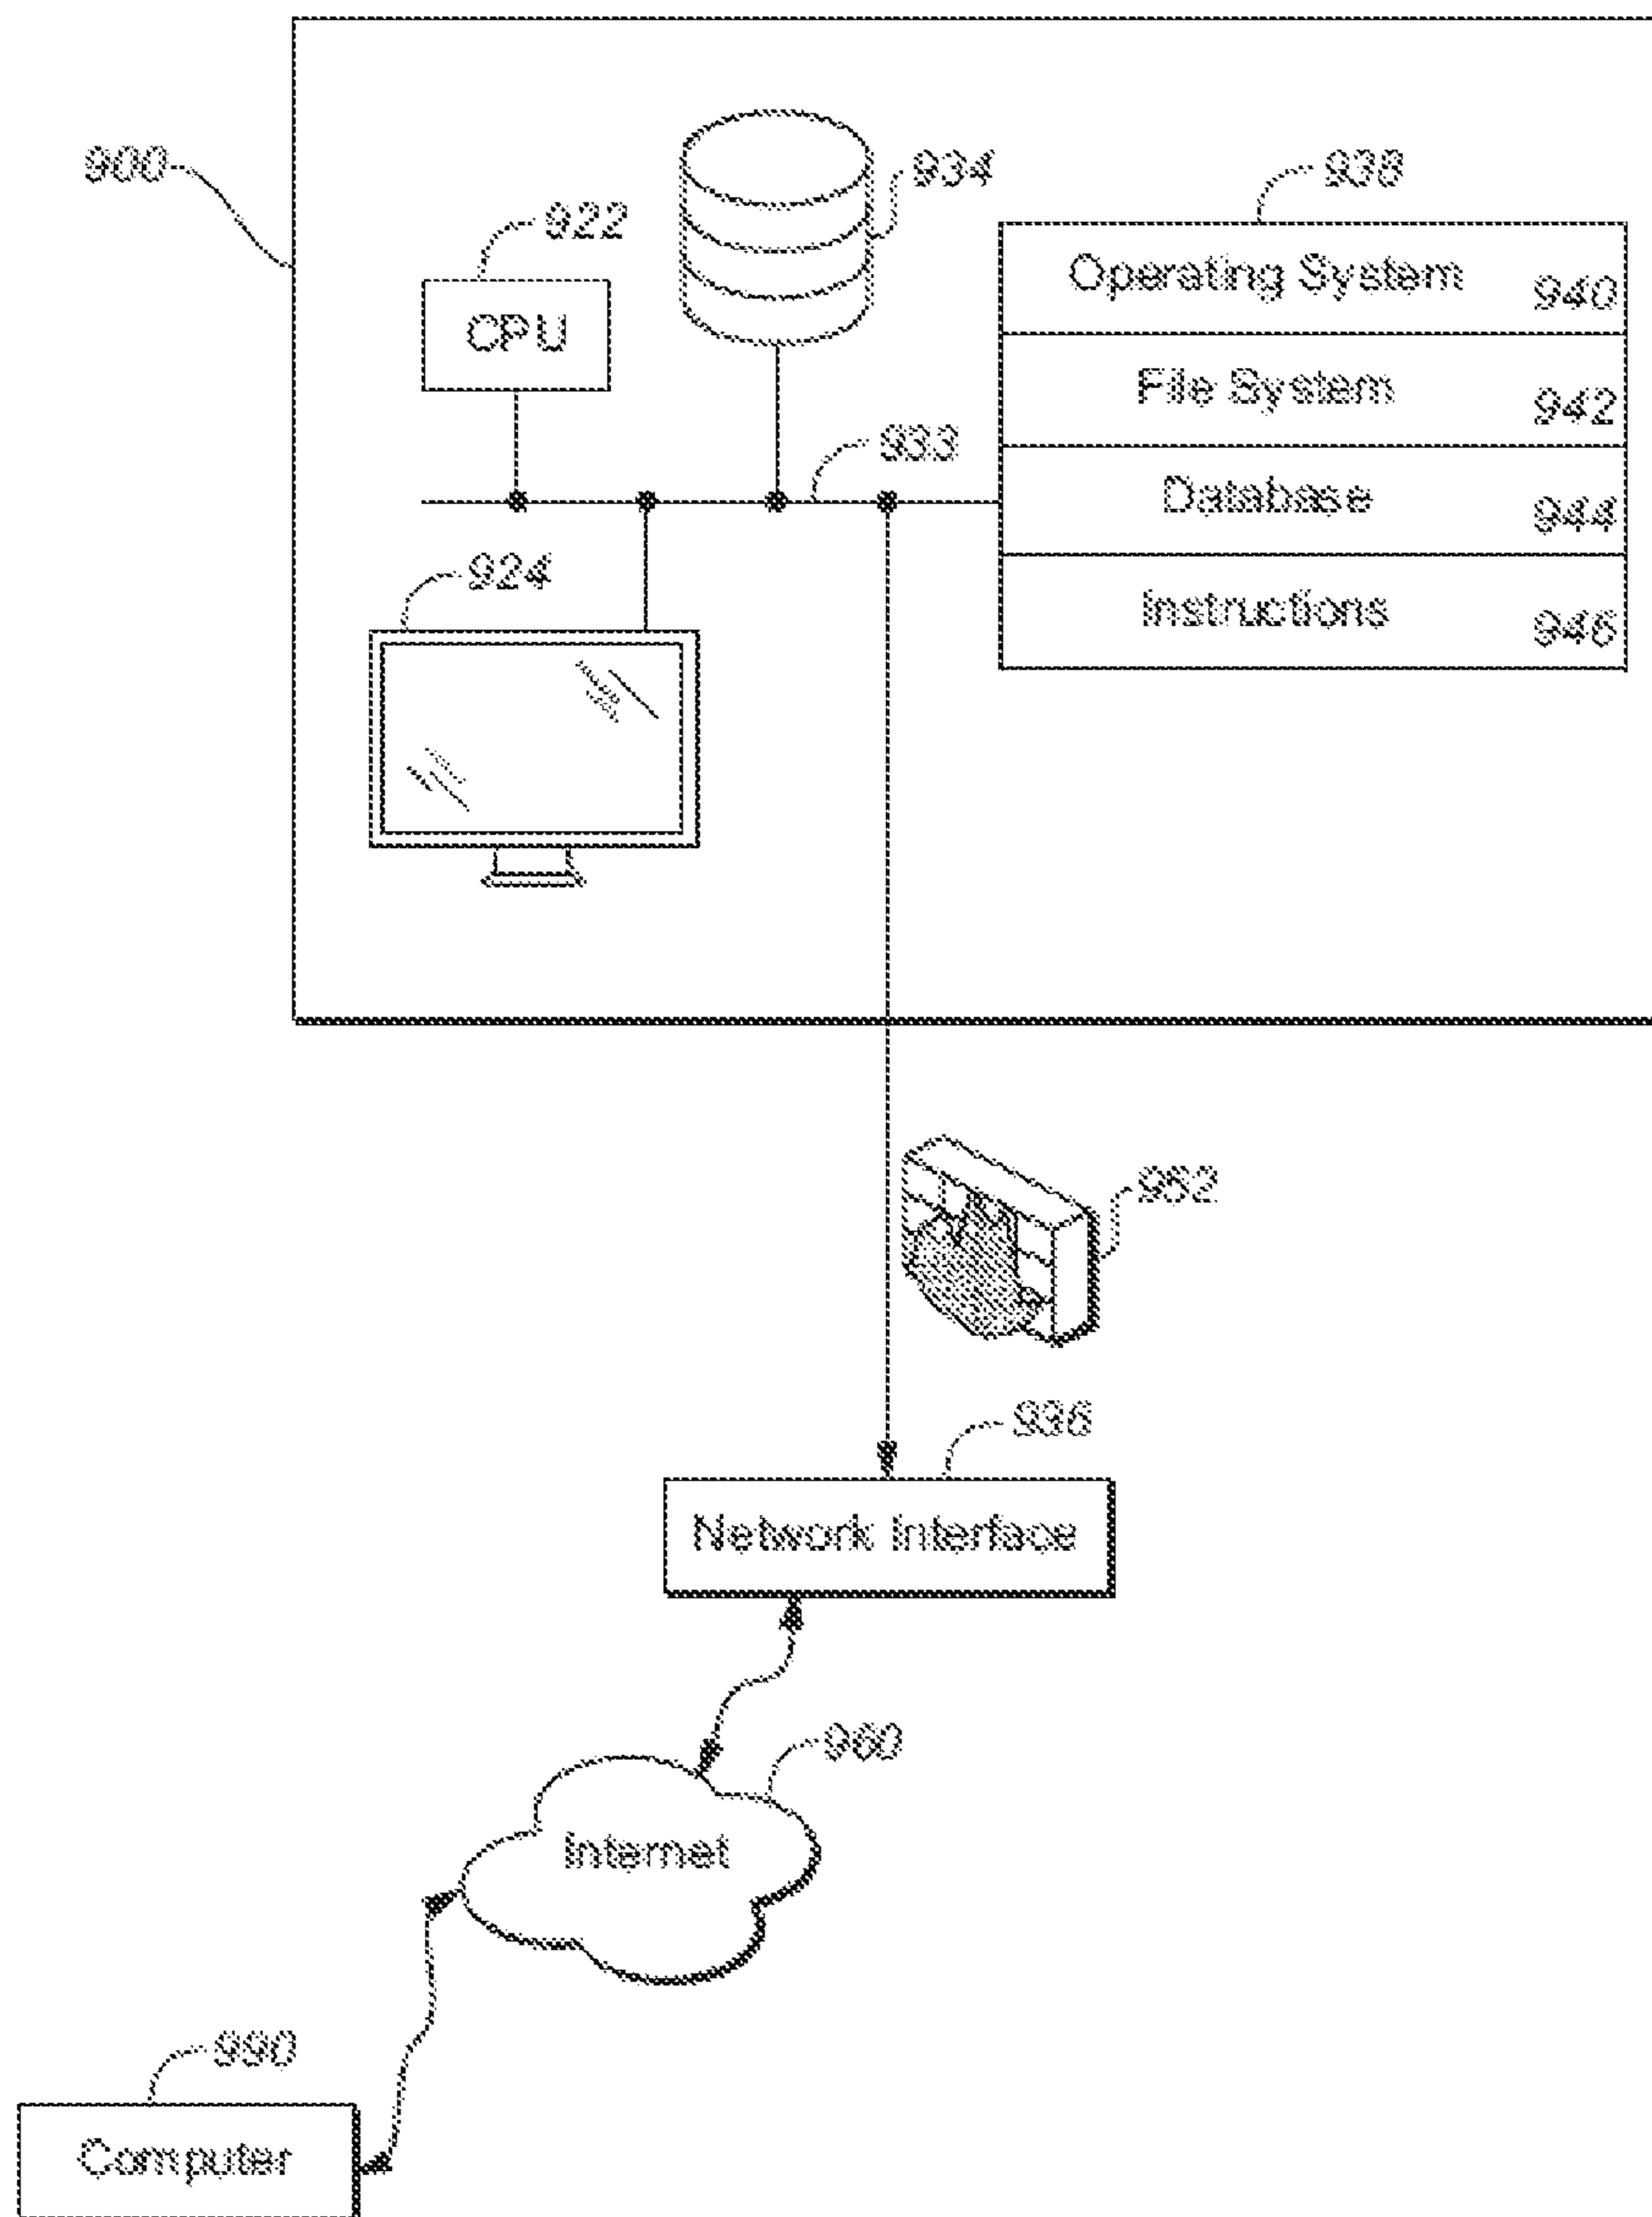 900
922
934
938
CPU
Operating System 940
File System 942
933
Database 944
924
Instructions 946
952
936
Network Interface
960
Internet
990
Computer